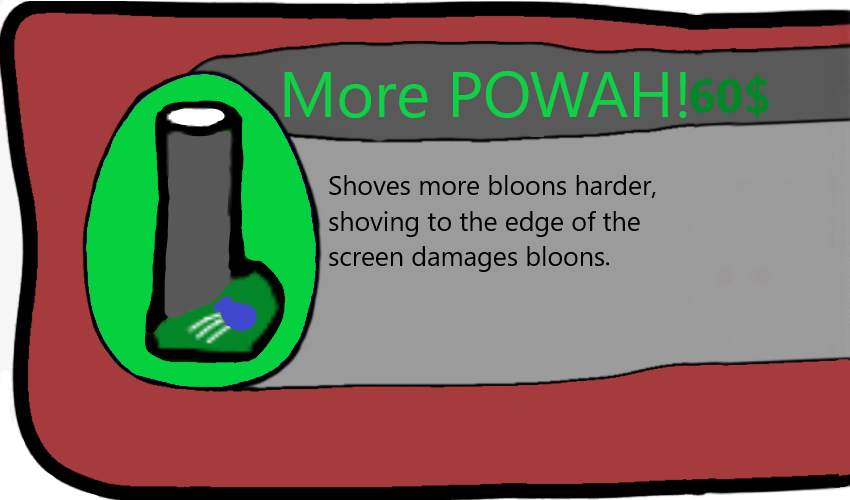 More POWAH!60$
Shoves more bloons harder,
shoving to the edge of the
screen damages bloons.